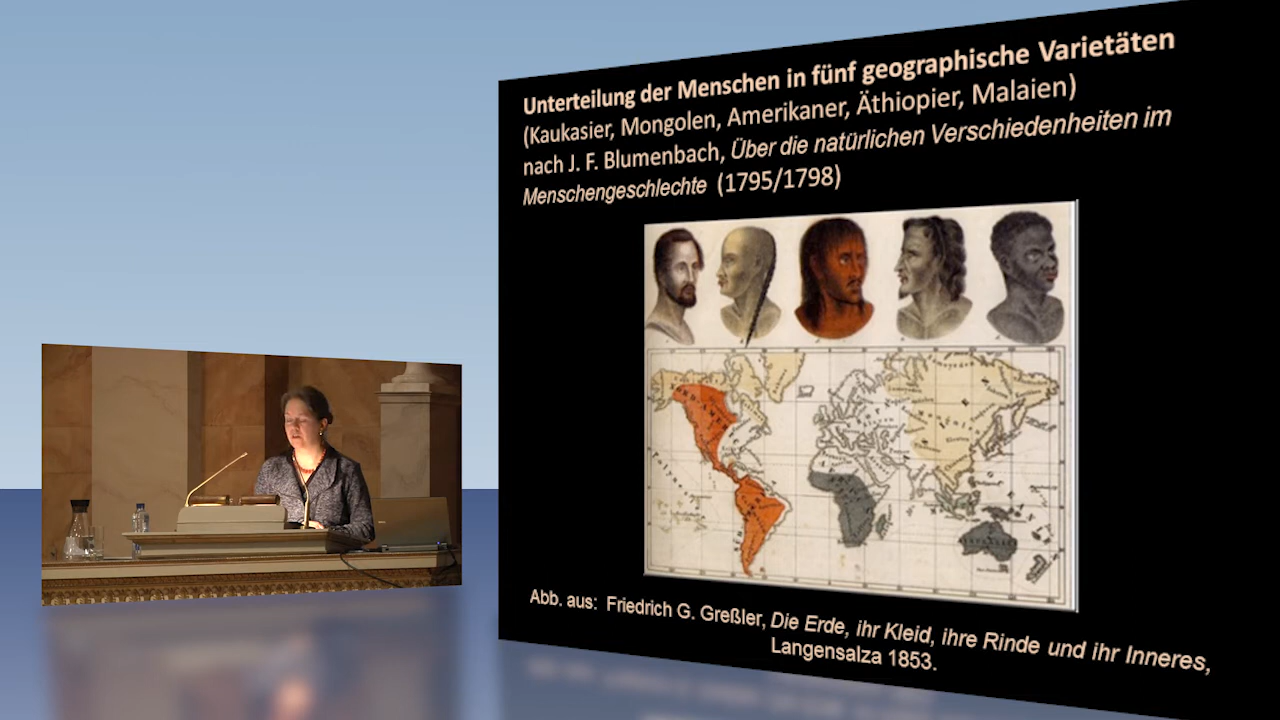 Unterteilung der Menschen in fünf geographische Varietäten
(Kaukasier, Mongolen, Amerikaner, Äthiopier, Malaien)
nach J. F. Blumenbach, Über die natürlichen Verschiedenheiten im
Menschengeschlechte (1795/1798)
Abb. aus: Friedrich G. Greßler, Die Erde, ihr Kleid, ihre Rinde und ihr Inneres,
Langensalza 1853.